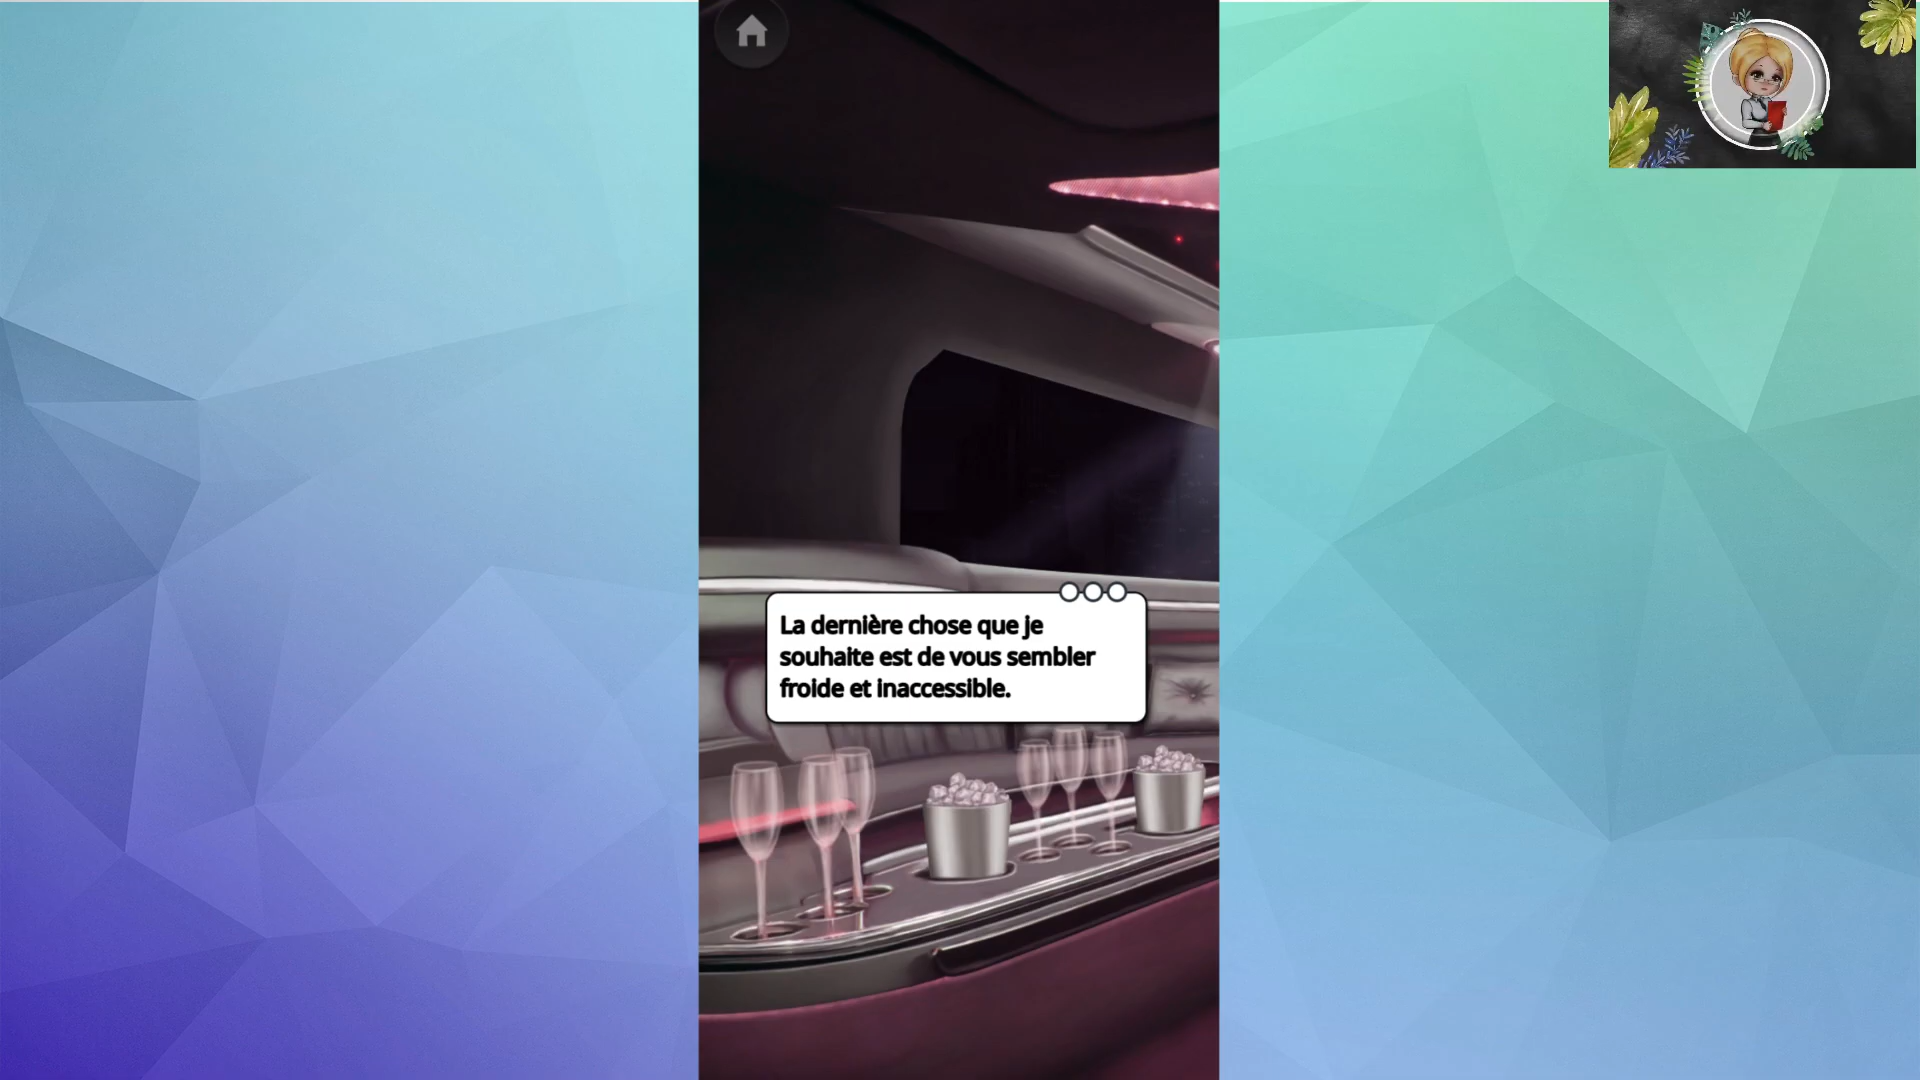 La dernière chose que je
souhaite est de vous sembler
froide et inaccessible.